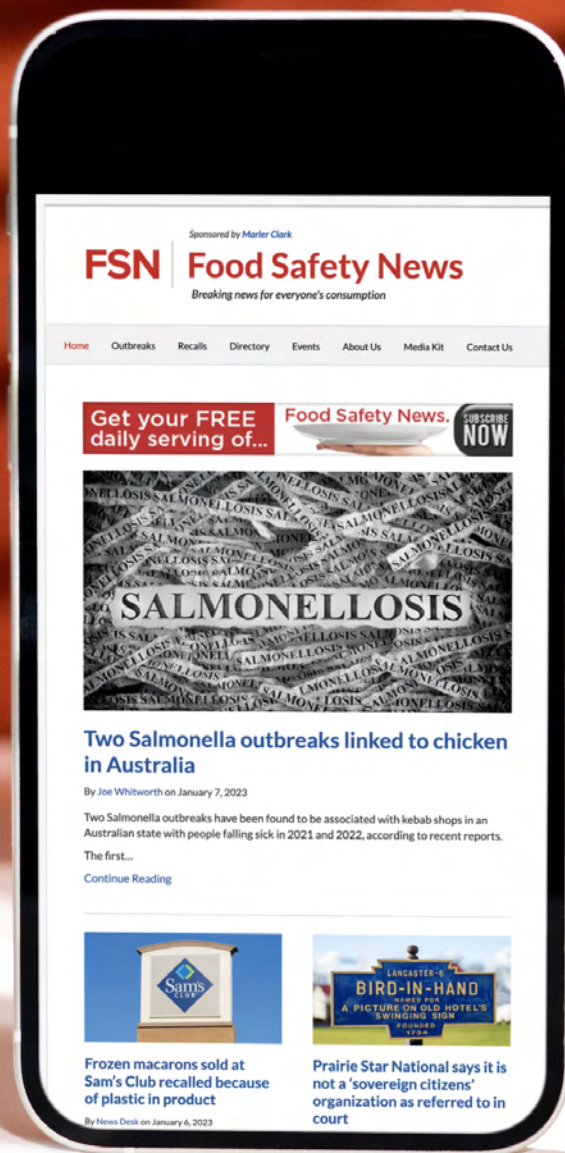 Sponsored by Marler Clark
FSN
Food Safety News
Breaking news for everyone's consumption
Home Outbreaks Recalls Directory Events About Us Media Kit Contact Us
Get your FREE
daily serving of...
Food Safety News.
SUBSCRIBE
NOW
SALMONELLOSIS
Two Salmonella outbreaks linked to chicken
in Australia
By Joe Whitworth on January 7, 2023
Two Salmonella outbreaks have been found to be associated with kebab shops in an
Australian state with people falling sick in 2021 and 2022, according to recent reports.
The first...
Continue Reading
Sam's
CLUB
LANCASTER-6
BIRD-IN-HAND
NAMED FOR
A PICTURE ON OLD HOTEL'S
SWINGING SIGN
FOUNDED
1734
Frozen macarons sold at
Sam's Club recalled because
of plastic in product
By News Desk on January 6, 2023
Prairie Star National says it is
not a 'sovereign citizens'
organization as referred to in
court